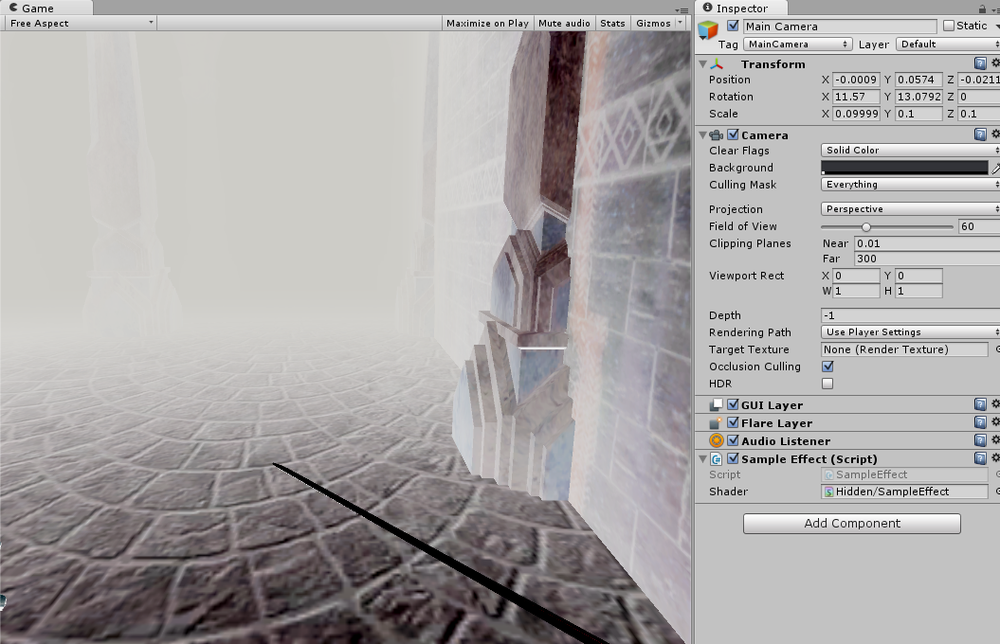 Game
Free Aspect
Maximize on Play
Mute audio
Stats
Gizmos
Inspector
Main Camera
Static
Tag MainCamera
Layer Default
Transform
Position X -0.0009 Y 0.0574 Z -0.0211
Rotation X 11.57 Y 13.0792 Z 0
Scale X 0.09999 Y 0.1 Z 0.1
Camera
Clear Flags Solid Color
Background
Culling Mask Everything
Projection Perspective
Field of View 60
Clipping Planes Near 0.01
Far 300
Viewport Rect X 0 Y 0
W 1 H 1
Depth -1
Rendering Path Use Player Settings
Target Texture None (Render Texture)
Occlusion Culling
HDR
GUI Layer
Flare Layer
Audio Listener
Sample Effect (Script)
Script SampleEffect
Shader Hidden/SampleEffect
Add Component